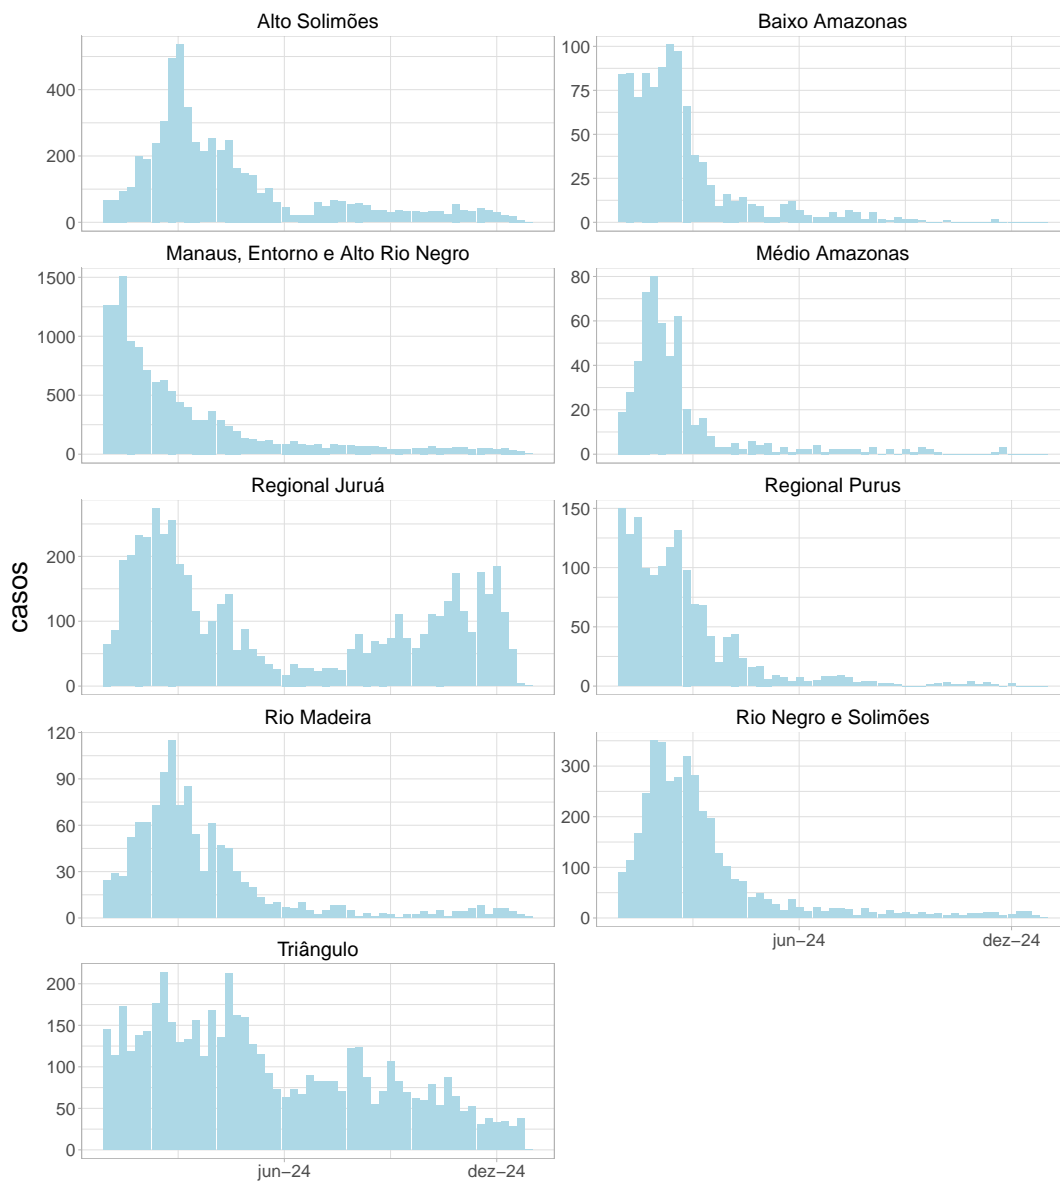 Alto Solimões
Baixo Amazonas
400
200
0
100
75
50
25
0
Manaus, Entorno e Alto Rio Negro
Médio Amazonas
1500
1000
500
0
80
60
40
20
0
Regional Juruá
Regional Purus
200
100
0
150
100
50
0
casos
Rio Madeira
Rio Negro e Solimões
120
90
60
30
0
300
200
100
0
jun−24
dez−24
Triângulo
200
150
100
50
0
jun−24
dez−24